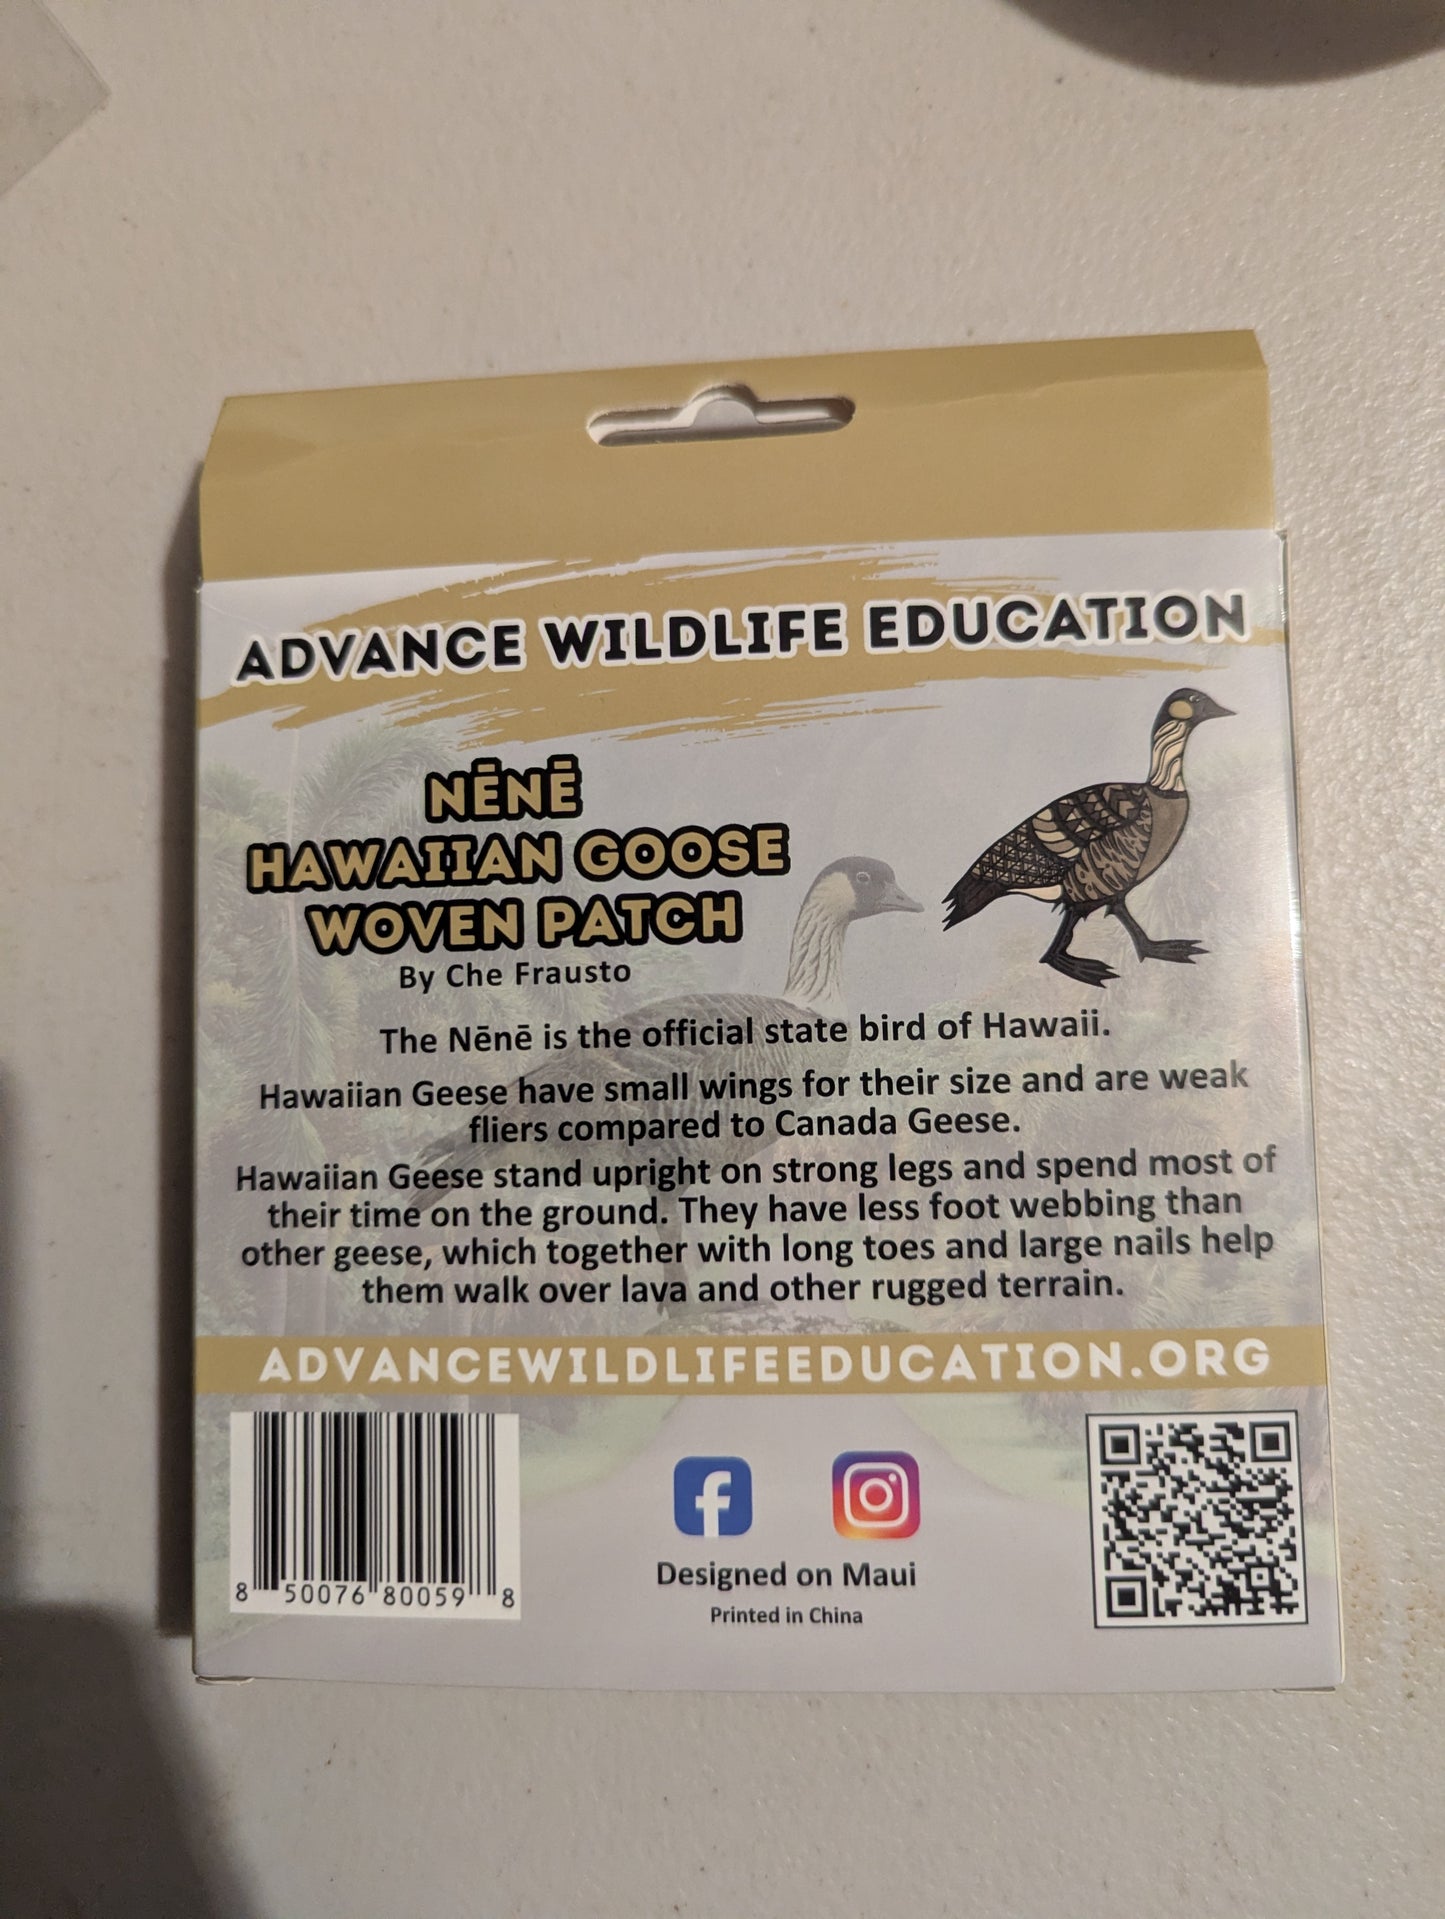 ADVANCE WILDLIFE EDUCATION
NĒNĒ
HAWAIIAN GOOSE
WOVEN PATCH
By Che Frausto
The Nēnē is the official state bird of Hawaii.
Hawaiian Geese have small wings for their size and are weak
fliers compared to Canada Geese.
Hawaiian Geese stand upright on strong legs and spend most of
their time on the ground. They have less foot webbing than
other geese, which together with long toes and large nails help
them walk over lava and other rugged terrain.
ADVANCEWILDLIFEEDUCATION.ORG
8 50076 80059 8
Designed on Maui
Printed in China